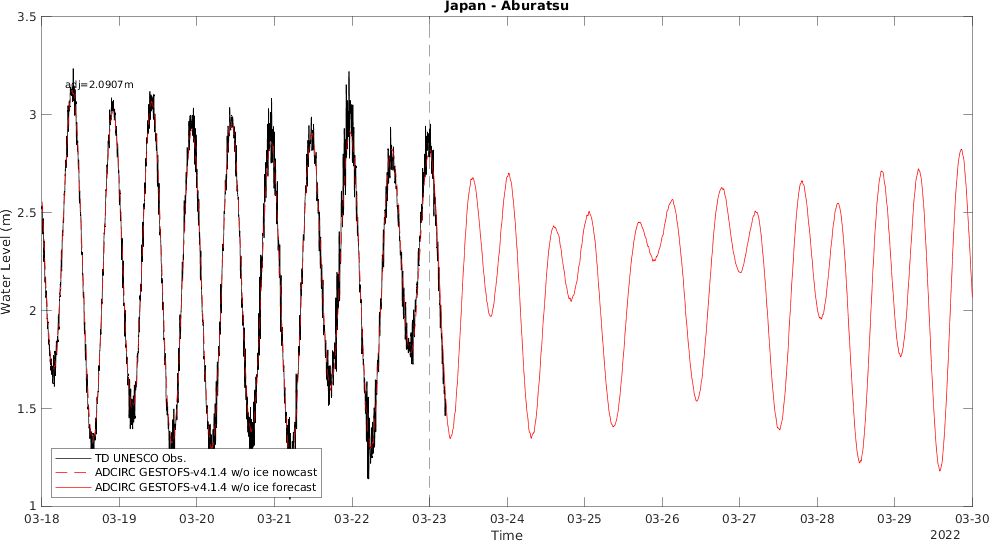 Japan - Aburatsu
3.5
3
2.5
2
1.5
1
Water Level (m)
adj=2.0907m
TD UNESCO Obs.
ADCIRC GESTOFS-v4.1.4 w/o ice nowcast
ADCIRC GESTOFS-v4.1.4 w/o ice forecast
03-18 03-19 03-20 03-21 03-22 03-23 03-24 03-25 03-26 03-27 03-28 03-29 03-30
Time
2022